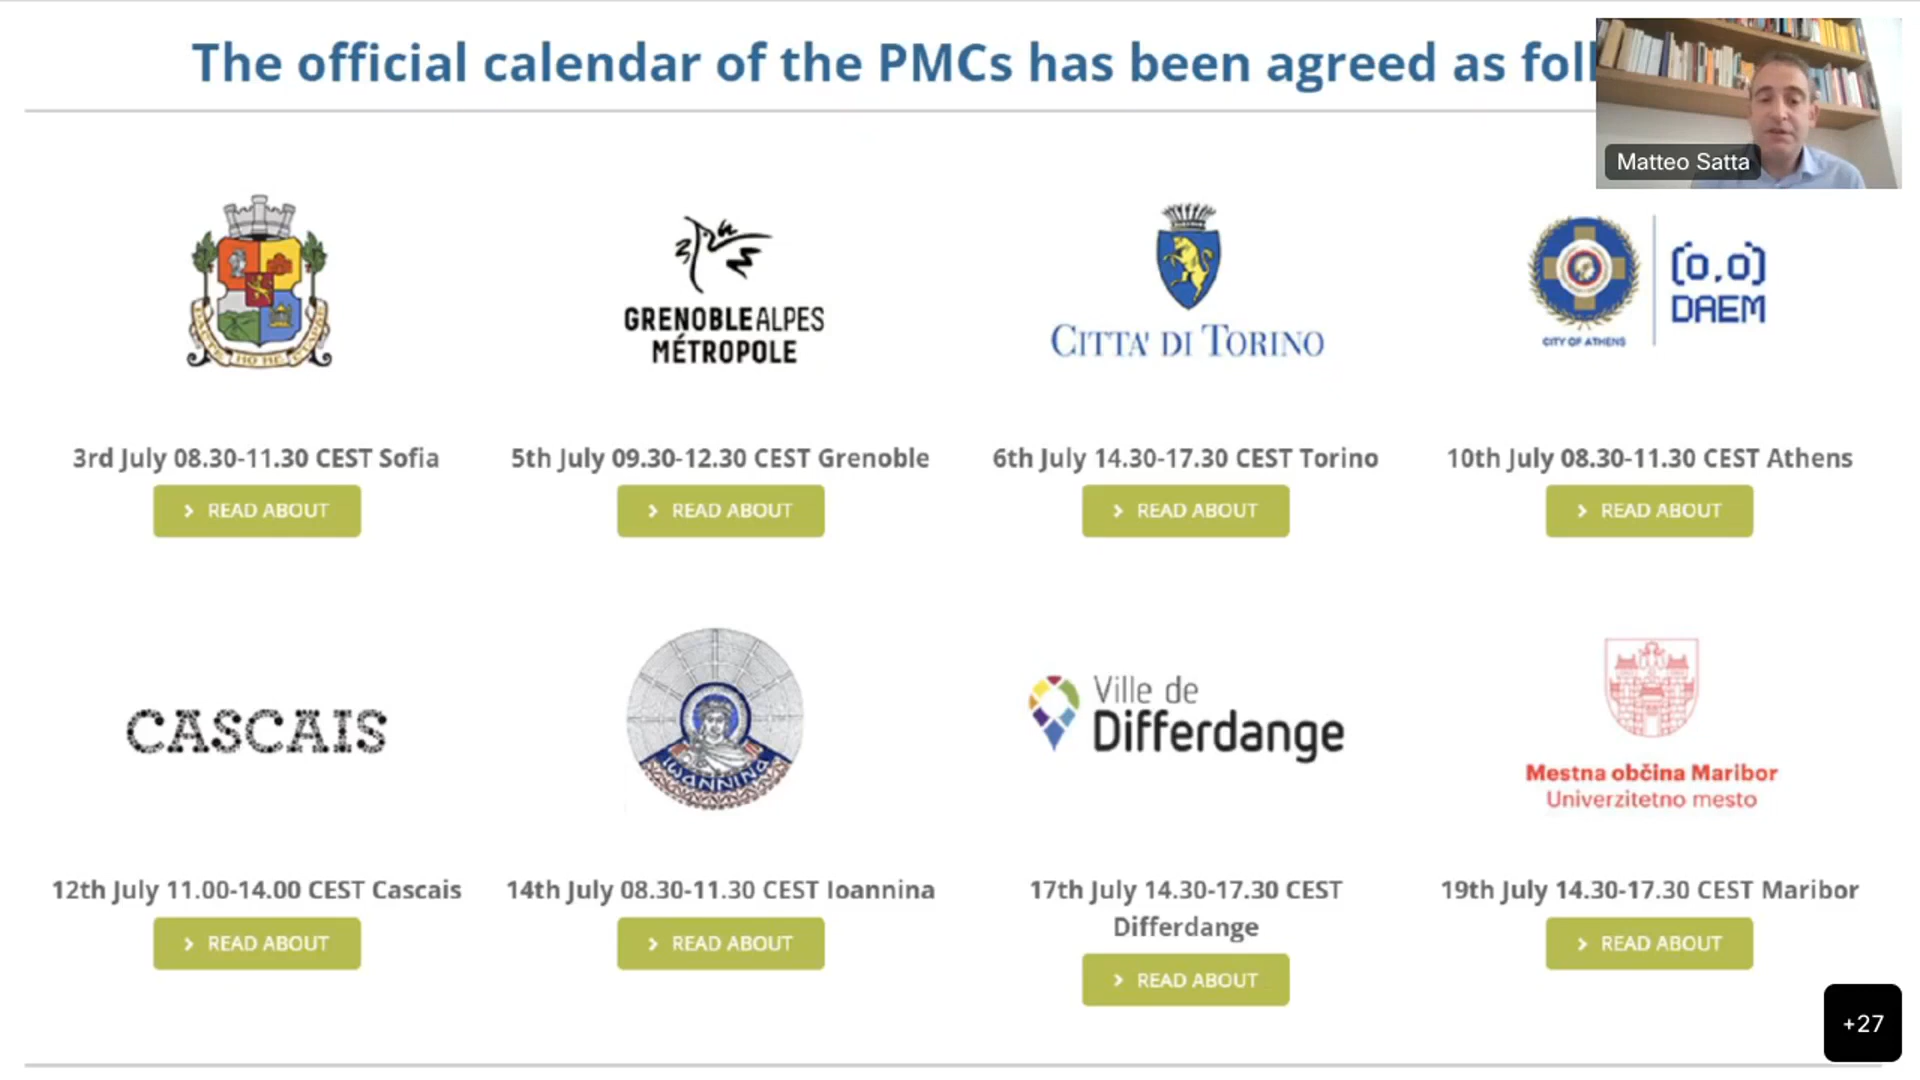 The official calendar of the PMCs has been agreed as foll
Matteo Satta
GRENOBLEALPES
MÉTROPOLE
CITTA' DI TORINO
CITY OF ATHENS
(o,o)
DAEM
3rd July 08.30-11.30 CEST Sofia
5th July 09.30-12.30 CEST Grenoble
6th July 14.30-17.30 CEST Torino
10th July 08.30-11.30 CEST Athens
READ ABOUT
READ ABOUT
READ ABOUT
READ ABOUT
CASCAIS
Ville de
Differdange
Mestna občina Maribor
Univerzitetno mesto
12th July 11.00-14.00 CEST Cascais
14th July 08.30-11.30 CEST Ioannina
17th July 14.30-17.30 CEST
Differdange
19th July 14.30-17.30 CEST Maribor
READ ABOUT
READ ABOUT
READ ABOUT
READ ABOUT
+27